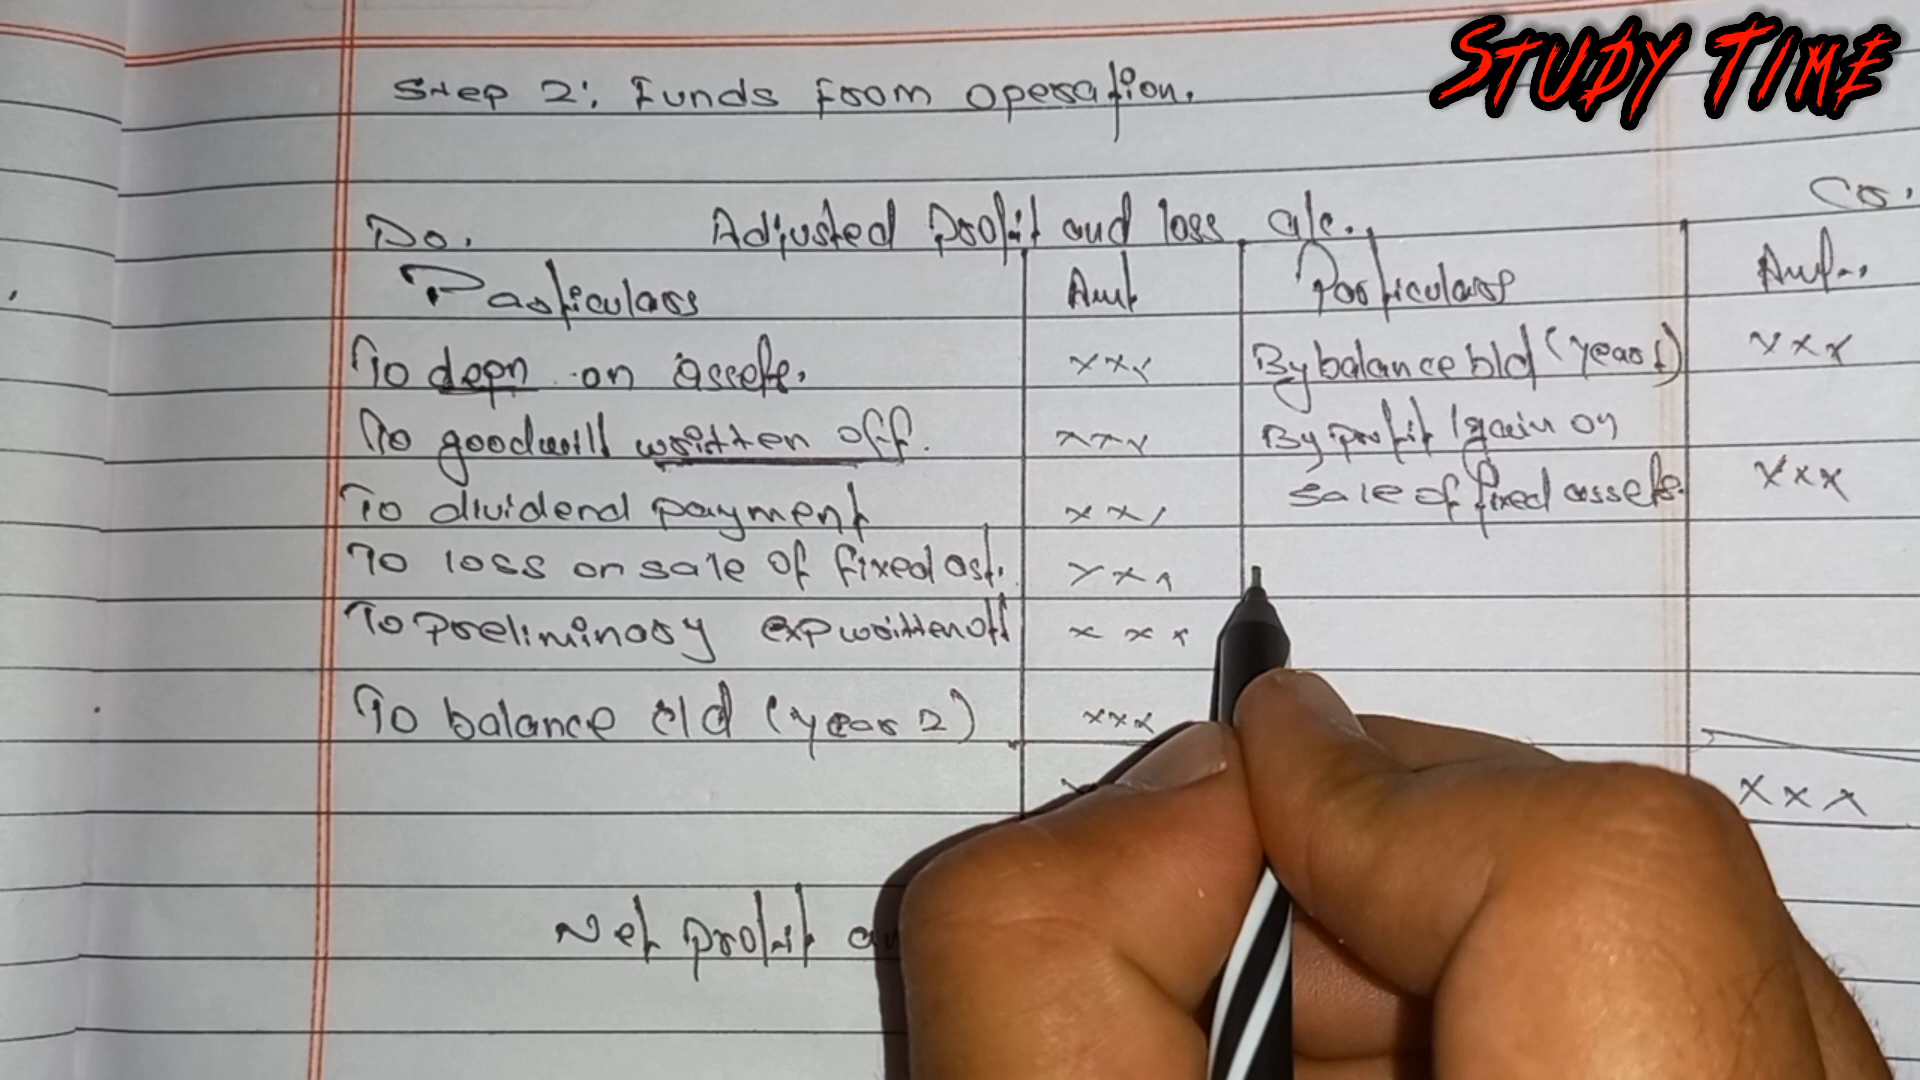 STUDY TIME
Step 2: Funds from operation.
Dr. Adjusted Profit and loss a/c. Cr.
Particulars Amt Particulars Amt..
To depn on assets. xxx By balance b/d (year 1) xxx
To goodwill written off. xxx By profit / gain on
sale of fixed assets. xxx
To dividend payment xxx
To loss on sale of fixed ast. xxx
To Preliminary exp written off xxx
To balance c/d (year 2) xxx
xxx
Net profit